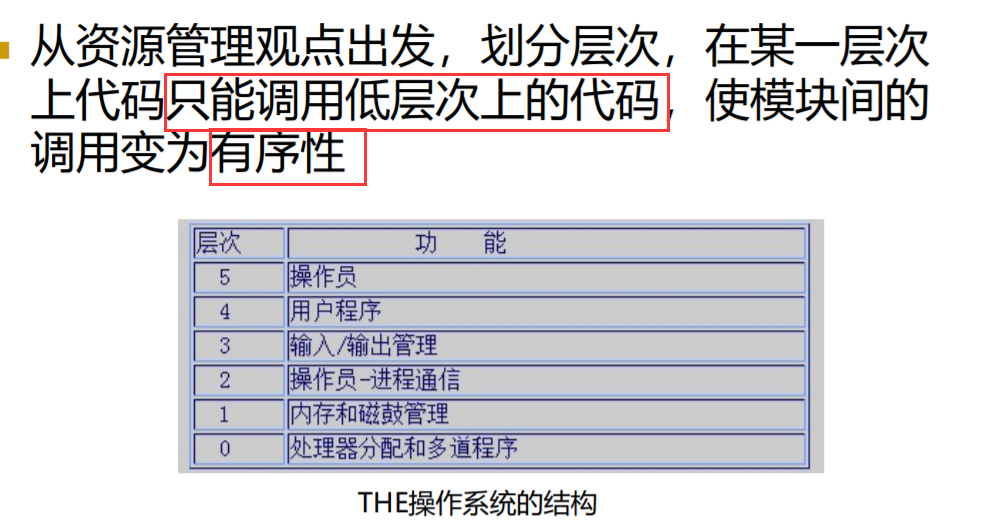 从资源管理观点出发，划分层次，在某一层次
上代码只能调用低层次上的代码，使模块间的
调用变为有序性
层次 功 能
5 操作员
4 用户程序
3 输入/输出管理
2 操作员-进程通信
1 内存和磁鼓管理
0 处理器分配和多道程序
THE操作系统的结构